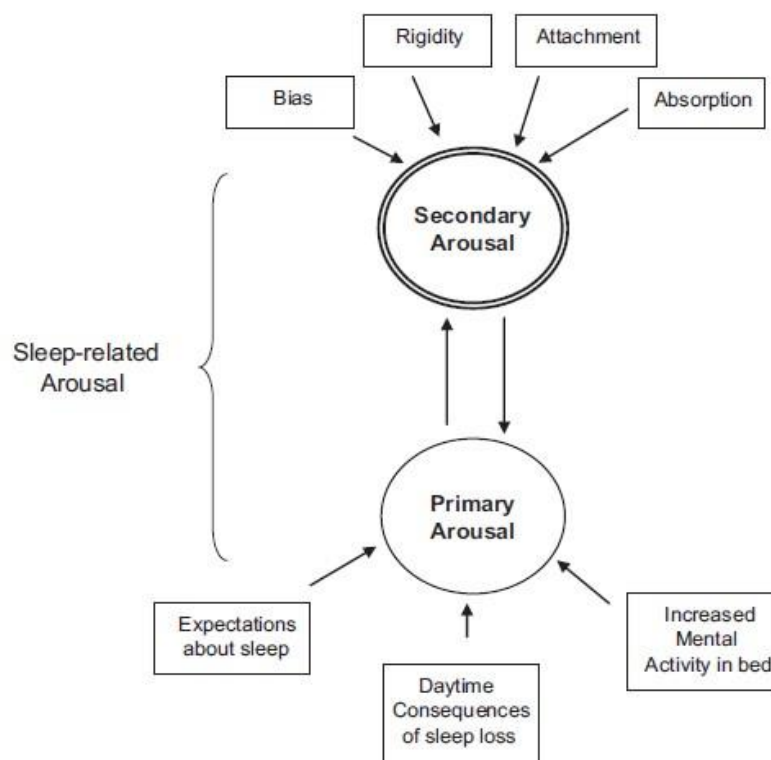 Rigidity
Attachment
Bias
Absorption
Secondary
Arousal
Sleep-related
Arousal
Primary
Arousal
Expectations
about sleep
Daytime
Consequences
of sleep loss
Increased
Mental
Activity in bed